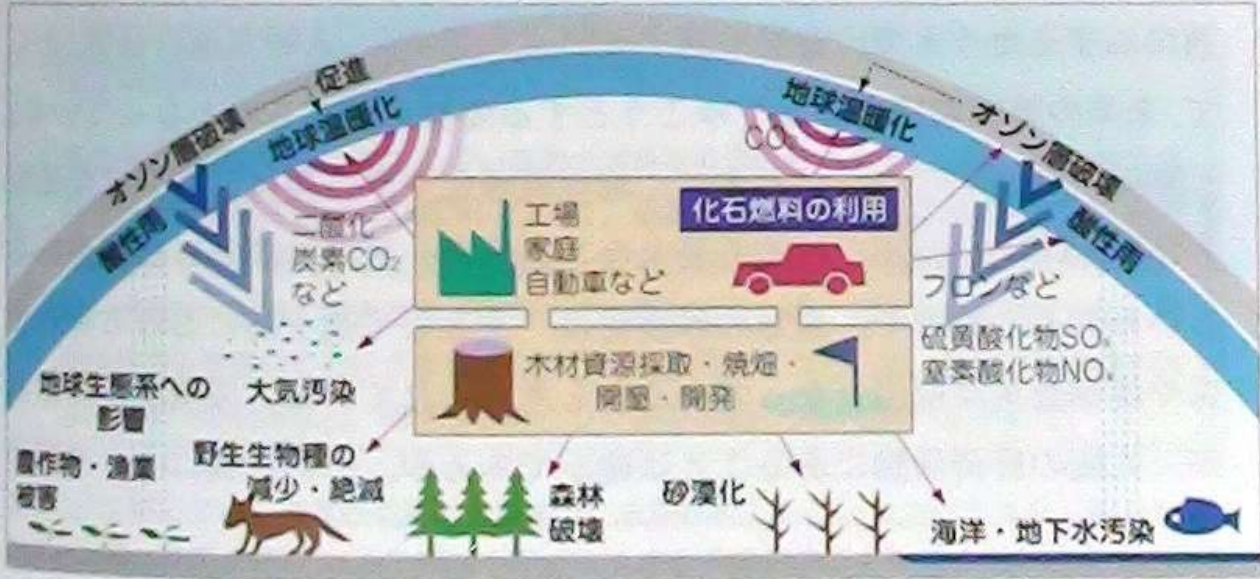 促進
オゾン層破壊
地球温暖化
地球温暖化
オゾン層破壊
CO
酸性雨
酸性雨
二酸化
炭素CO₂
など
工場
家庭
自動車など
化石燃料の利用
フロンなど
硫黄酸化物SOₓ
窒素酸化物NOₓ
木材資源採取・焼畑・
開墾・開発
地球生態系への
影響
大気汚染
農作物・漁業
被害
野生生物種の
減少・絶滅
森林
破壊
砂漠化
海洋・地下水汚染